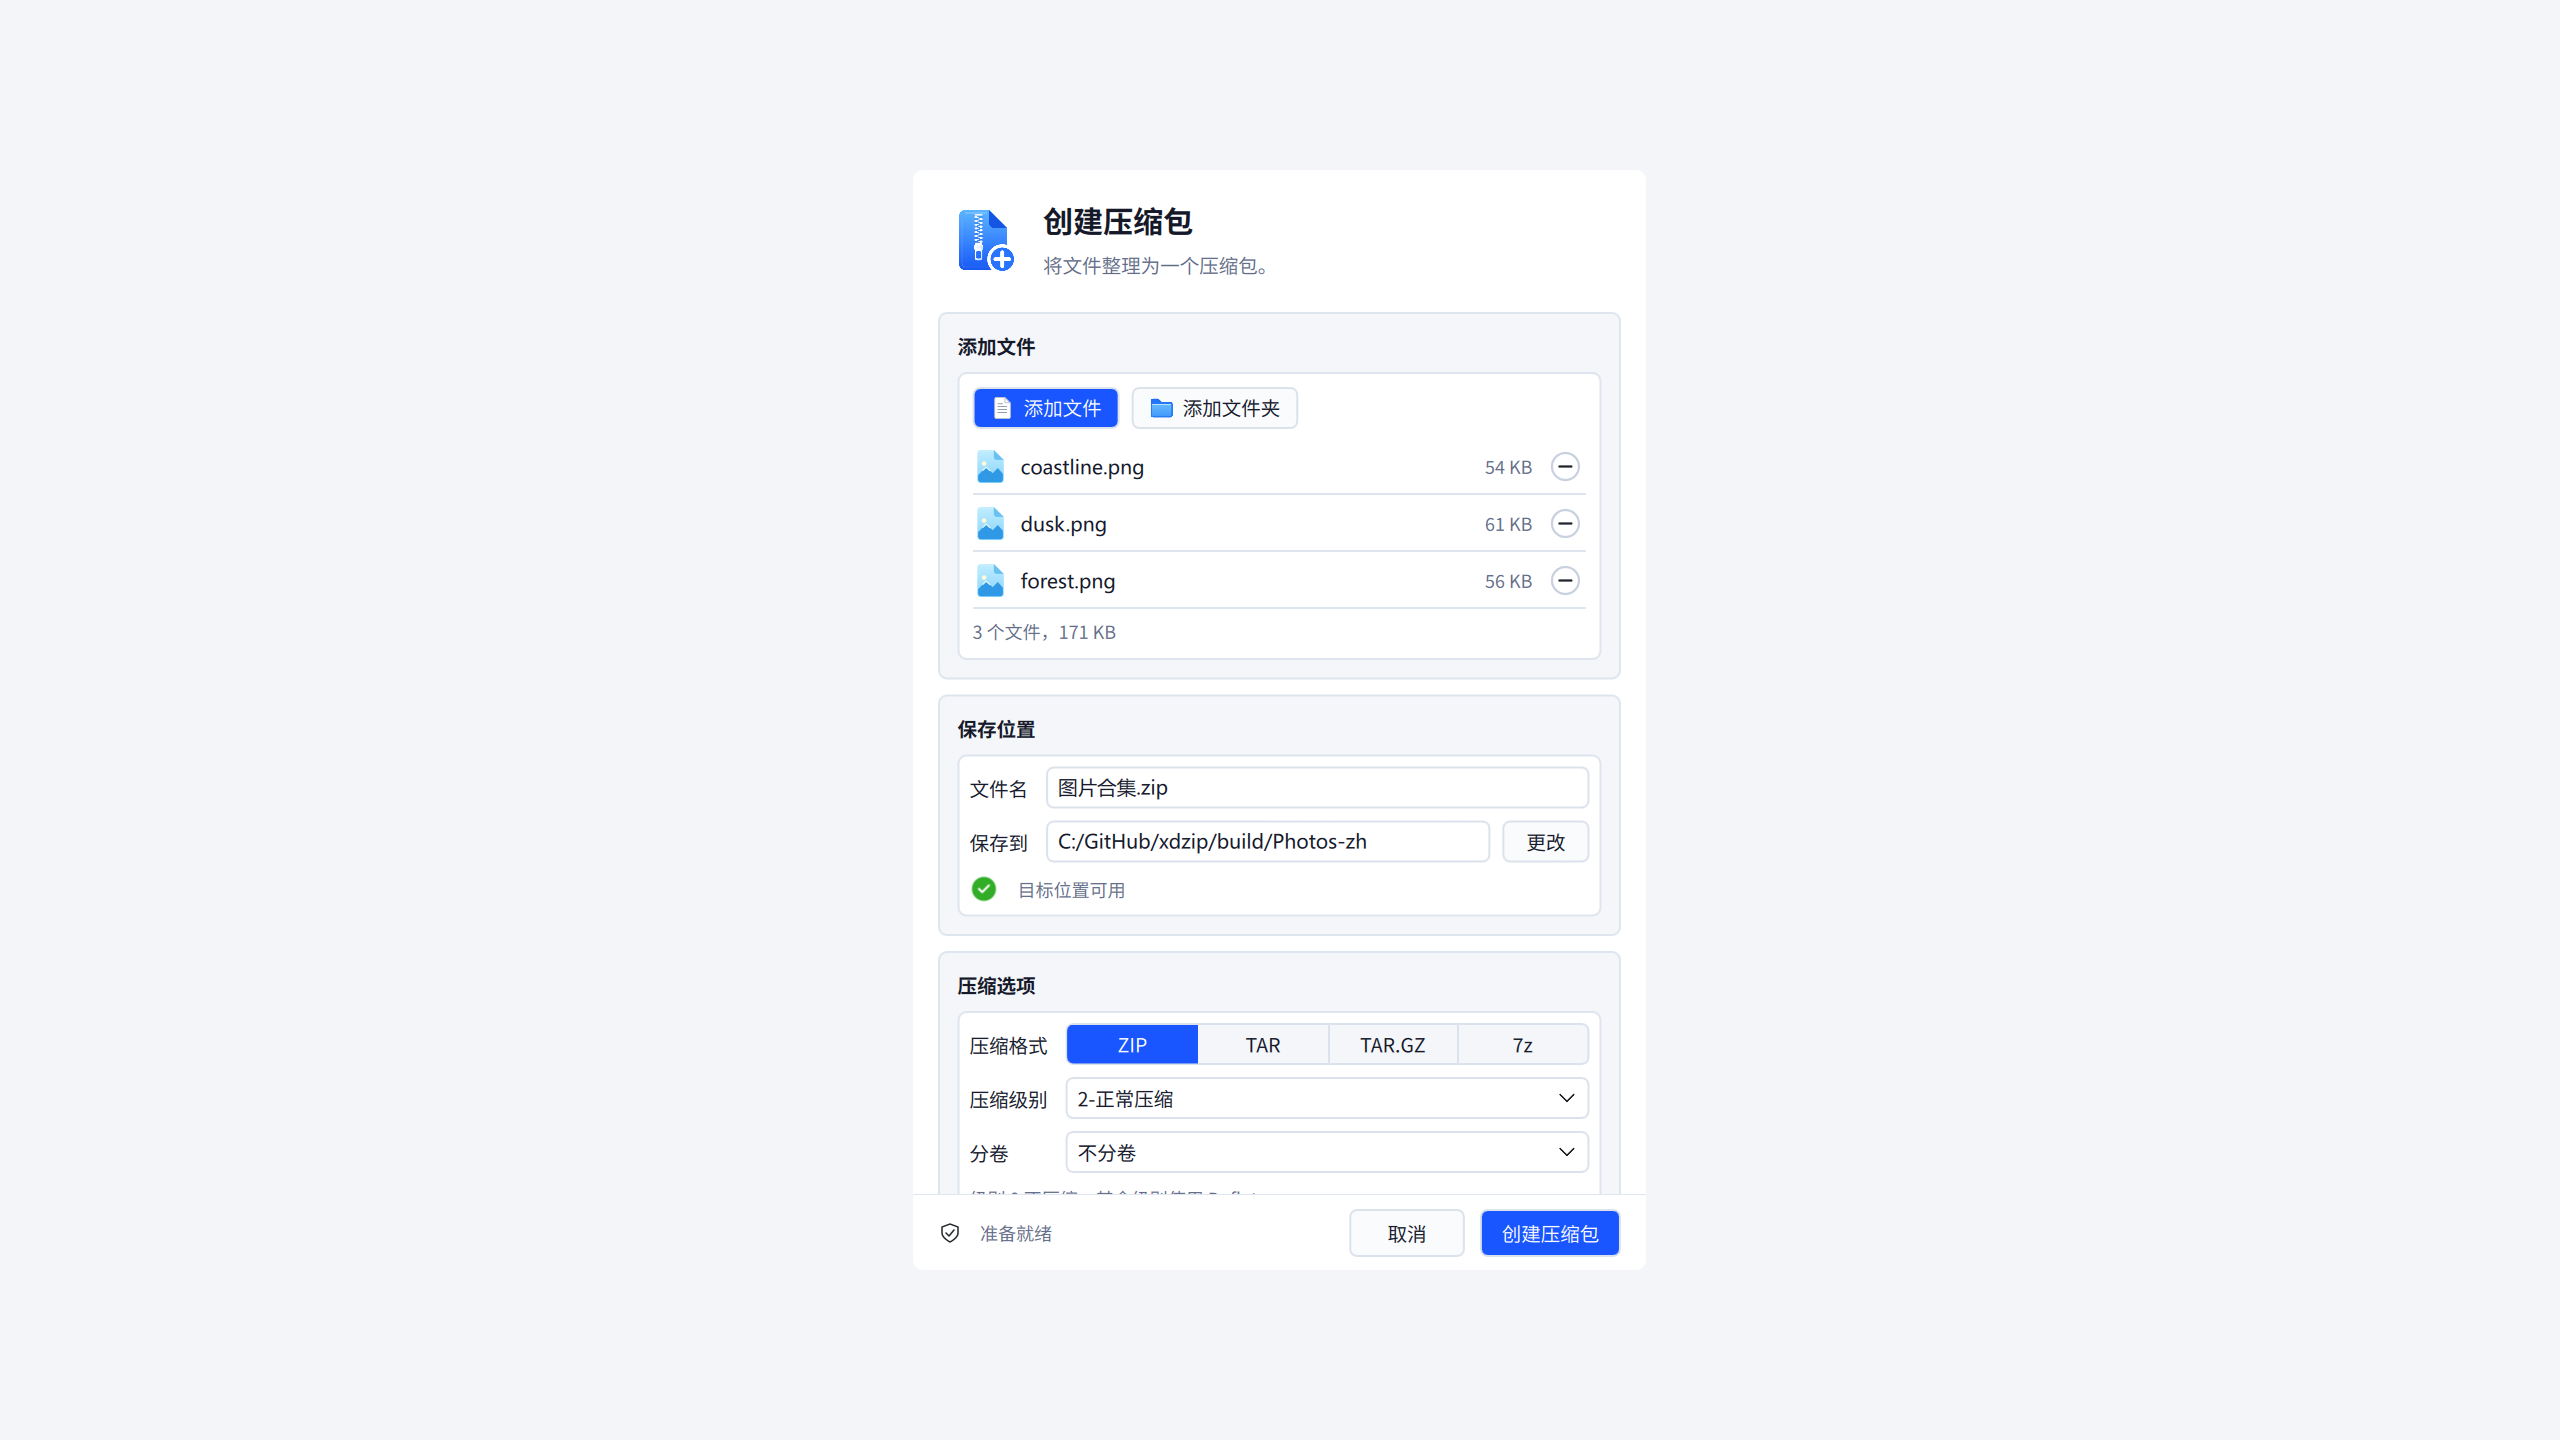 创建压缩包
将文件整理为一个压缩包。
添加文件
添加文件 添加文件夹
coastline.png 54 KB
dusk.png 61 KB
forest.png 56 KB
3 个文件，171 KB
保存位置
文件名 图片合集.zip
保存到 C:/GitHub/xdzip/build/Photos-zh 更改
目标位置可用
压缩选项
压缩格式 ZIP TAR TAR.GZ 7z
压缩级别 2-正常压缩
分卷 不分卷
准备就绪 取消 创建压缩包